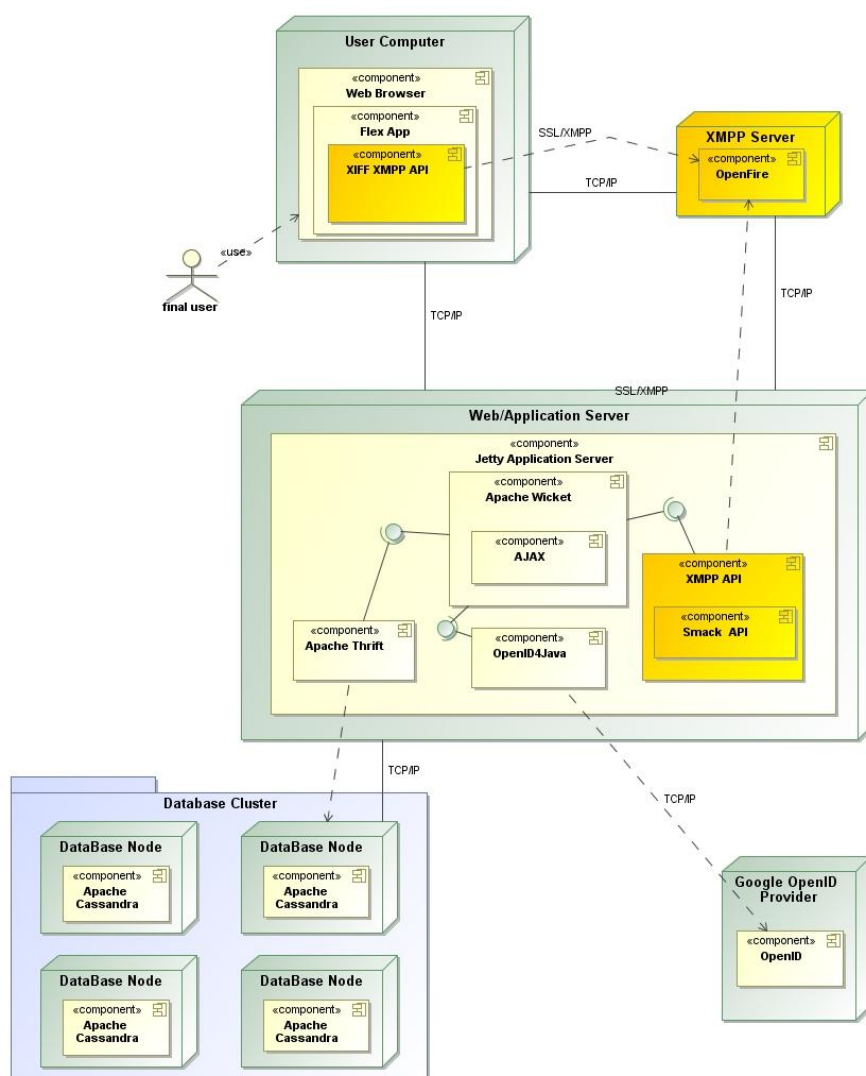 User Computer
«component»
Web Browser
«component»
Flex App
«component»
XIFF XMPP API
SSL/XMPP
XMPP Server
«component»
OpenFire
TCP/IP
«use»
final user
TCP/IP
TCP/IP
SSL/XMPP
Web/Application Server
«component»
Jetty Application Server
«component»
Apache Wicket
«component»
AJAX
«component»
XMPP API
«component»
Smack API
«component»
Apache Thrift
«component»
OpenID4Java
TCP/IP
TCP/IP
Database Cluster
DataBase Node
«component»
Apache
Cassandra
DataBase Node
«component»
Apache
Cassandra
Google OpenID
Provider
«component»
OpenID
DataBase Node
«component»
Apache
Cassandra
DataBase Node
«component»
Apache
Cassandra